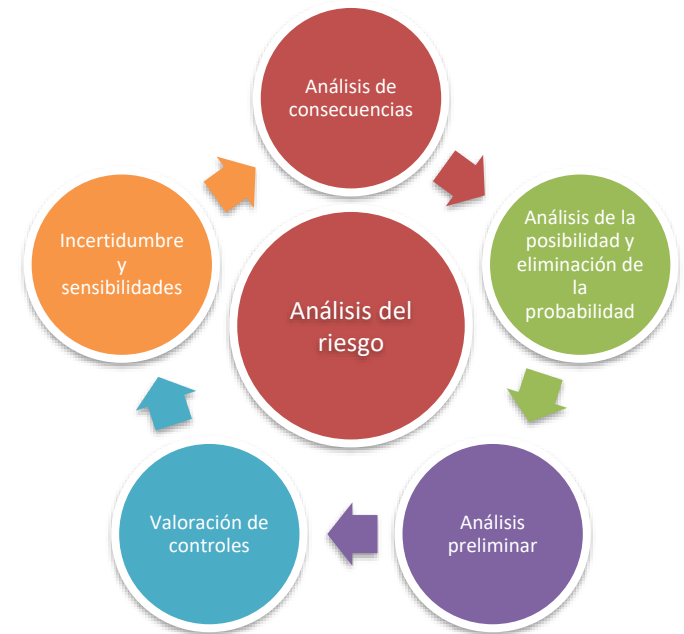 Análisis de
consecuencias
Análisis de la
posibilidad y
eliminación de
la
probabilidad
Análisis
preliminar
Valoración de
controles
Incertidumbre
y
sensibilidades
Análisis del
riesgo